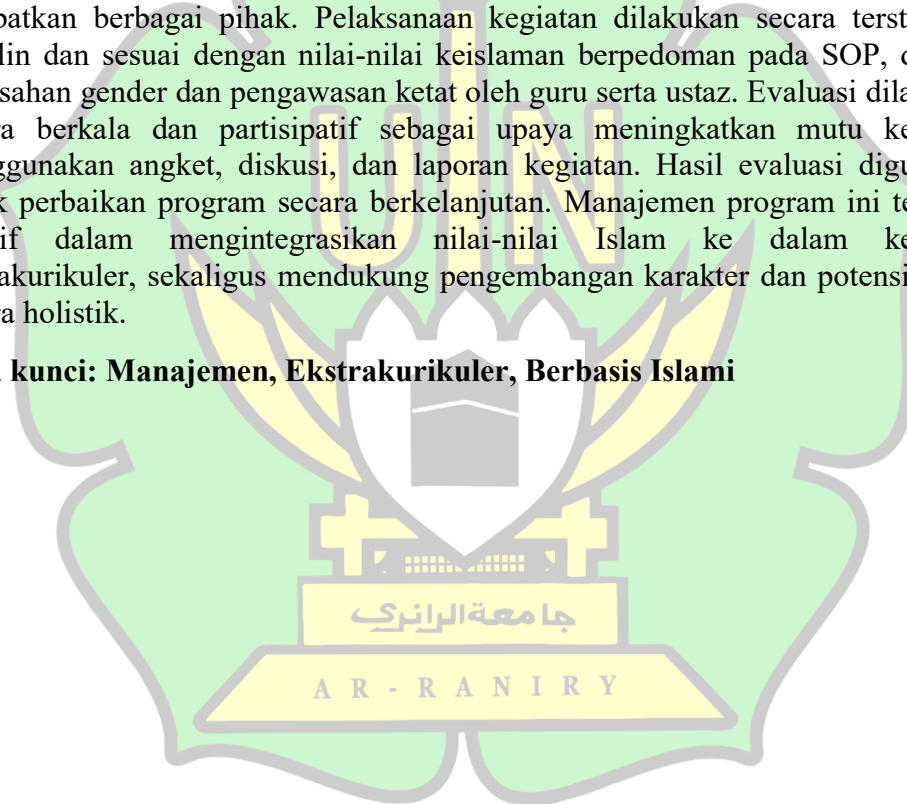 patkan berbagai pihak. Pelaksanaan kegiatan dilakukan secara terst
lin dan sesuai dengan nilai-nilai keislaman berpedoman pada SOP, d
sahan gender dan pengawasan ketat oleh guru serta ustaz. Evaluasi dila
a berkala dan partisipatif sebagai upaya meningkatkan mutu ke
ggunakan angket, diskusi, dan laporan kegiatan. Hasil evaluasi digu
k perbaikan program secara berkelanjutan. Manajemen program ini te
if dalam mengintegrasikan nilai-nilai Islam ke dalam ke
akurikuler, sekaligus mendukung pengembangan karakter dan potensi
a holistik.
kunci: Manajemen, Ekstrakurikuler, Berbasis Islami
UIN
جامعةالرانرک
AR-RANIRY